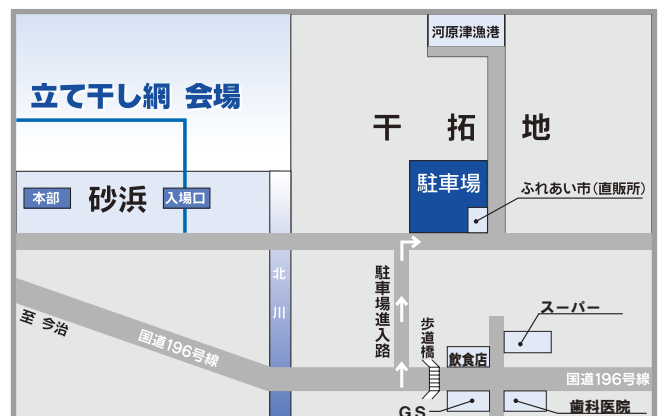 河原津漁港
立て干し網 会場
干 拓 地
駐車場
ふれあい市(直販所)
本部
砂浜
入場口
北川
駐車場進入路
至 今治
国道196号線
歩道橋
スーパー
飲食店
国道196号線
GS
歯科医院